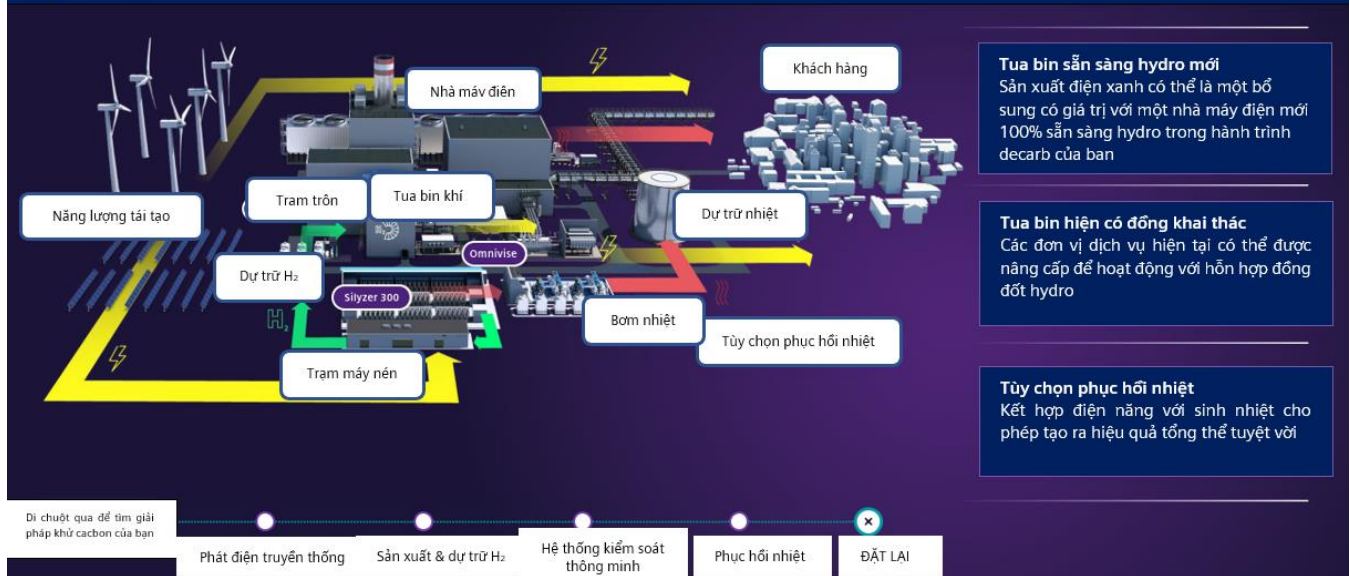 Khách hàng
Nhà máy điện
Tram trôn
Tua bin khí
Năng lượng tái tạo
Dự trữ nhiệt
Omnivise
Dự trữ H₂
Silyzer 300
H₂
Bơm nhiệt
Tùy chọn phục hồi nhiệt
Trạm máy nén
Tua bin sẵn sàng hydro mới
Sản xuất điện xanh có thể là một bổ
sung có giá trị với một nhà máy điện mới
100% sẵn sàng hydro trong hành trình
decarb của ban
Tua bin hiện có đồng khai thác
Các đơn vị dịch vụ hiện tại có thể được
nâng cấp để hoạt động với hỗn hợp đồng
đốt hydro
Tùy chọn phục hồi nhiệt
Kết hợp điện năng với sinh nhiệt cho
phép tạo ra hiệu quả tổng thể tuyệt vời
Di chuột qua để tìm giải
pháp khử cacbon của bạn
Phát điện truyền thống
Sản xuất & dự trữ H₂
Hệ thống kiểm soát
thông minh
Phục hồi nhiệt
ĐẶT LẠI